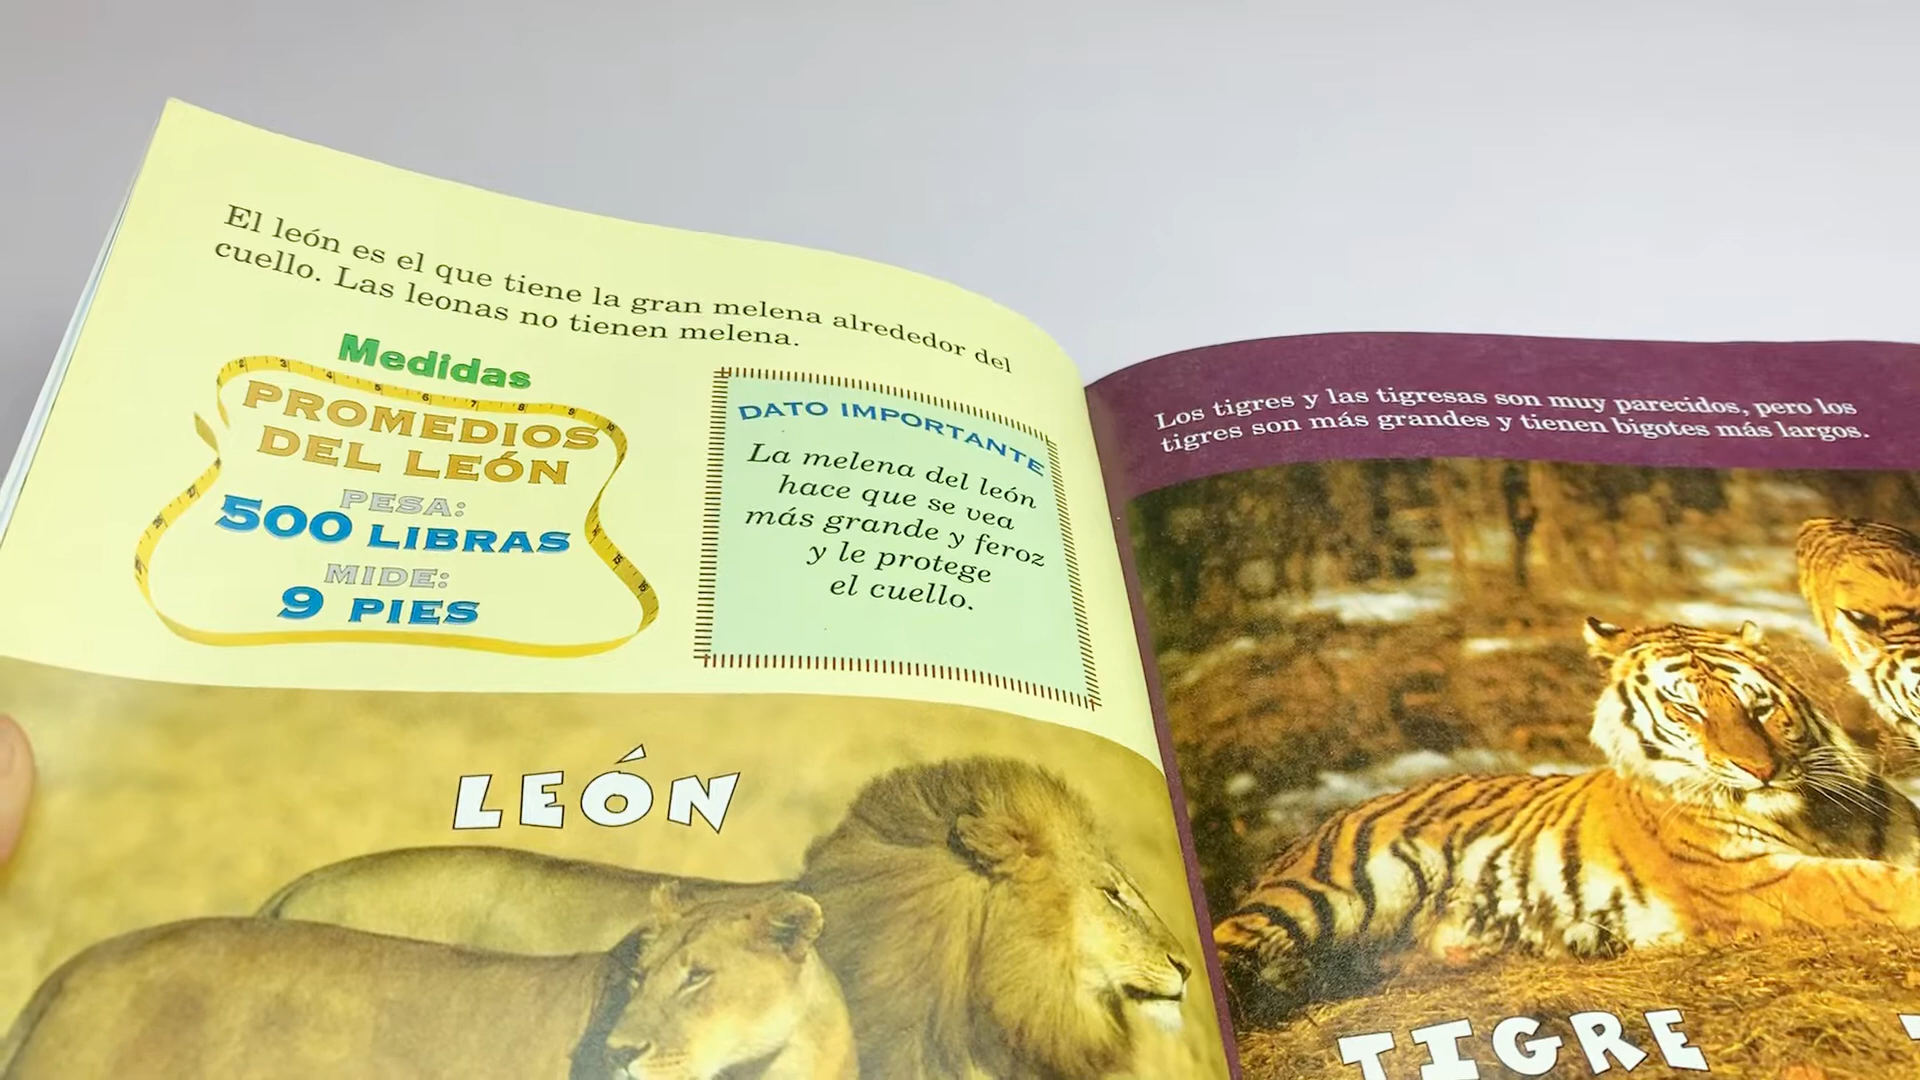 El león es el que tiene la gran melena alrededor del
cuello. Las leonas no tienen melena.
Medidas
PROMEDIOS
DEL LEÓN
PESA:
500 LIBRAS
MIDE:
9 PIES
DATO IMPORTANTE
La melena del león
hace que se vea
más grande y feroz
y le protege
el cuello.
LEÓN
Los tigres y las tigresas son muy parecidos, pero los
tigres son más grandes y tienen bigotes más largos.
TIGRE